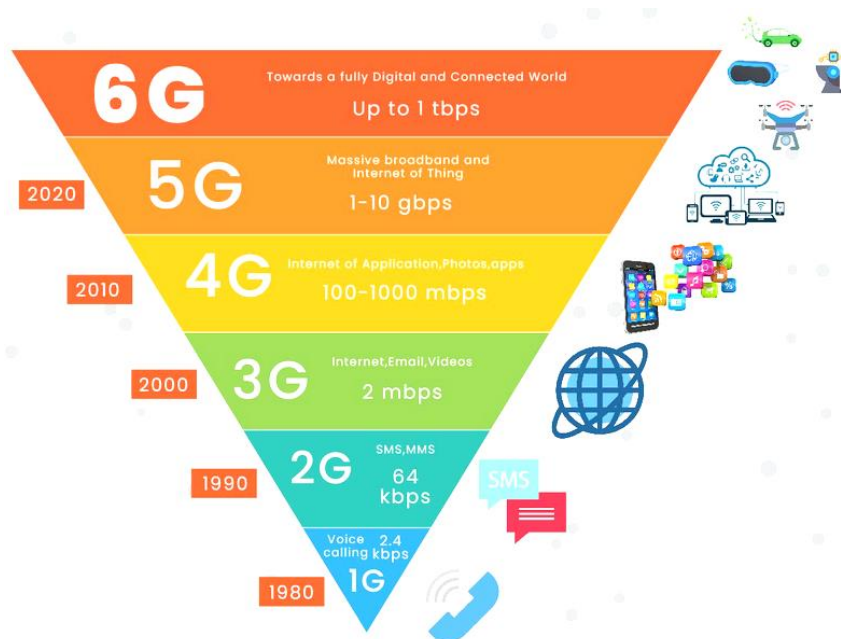 6G
Towards a fully Digital and Connected World
Up to 1 tbps
2020
5G
Massive broadband and
Internet of Thing
1-10 gbps
2010
4G
Internet of Application,Photos,apps
100-1000 mbps
2000
3G
Internet,Email,Videos
2 mbps
1990
2G
SMS,MMS
64
kbps
SMS
1980
Voice
calling
2.4
kbps
1G